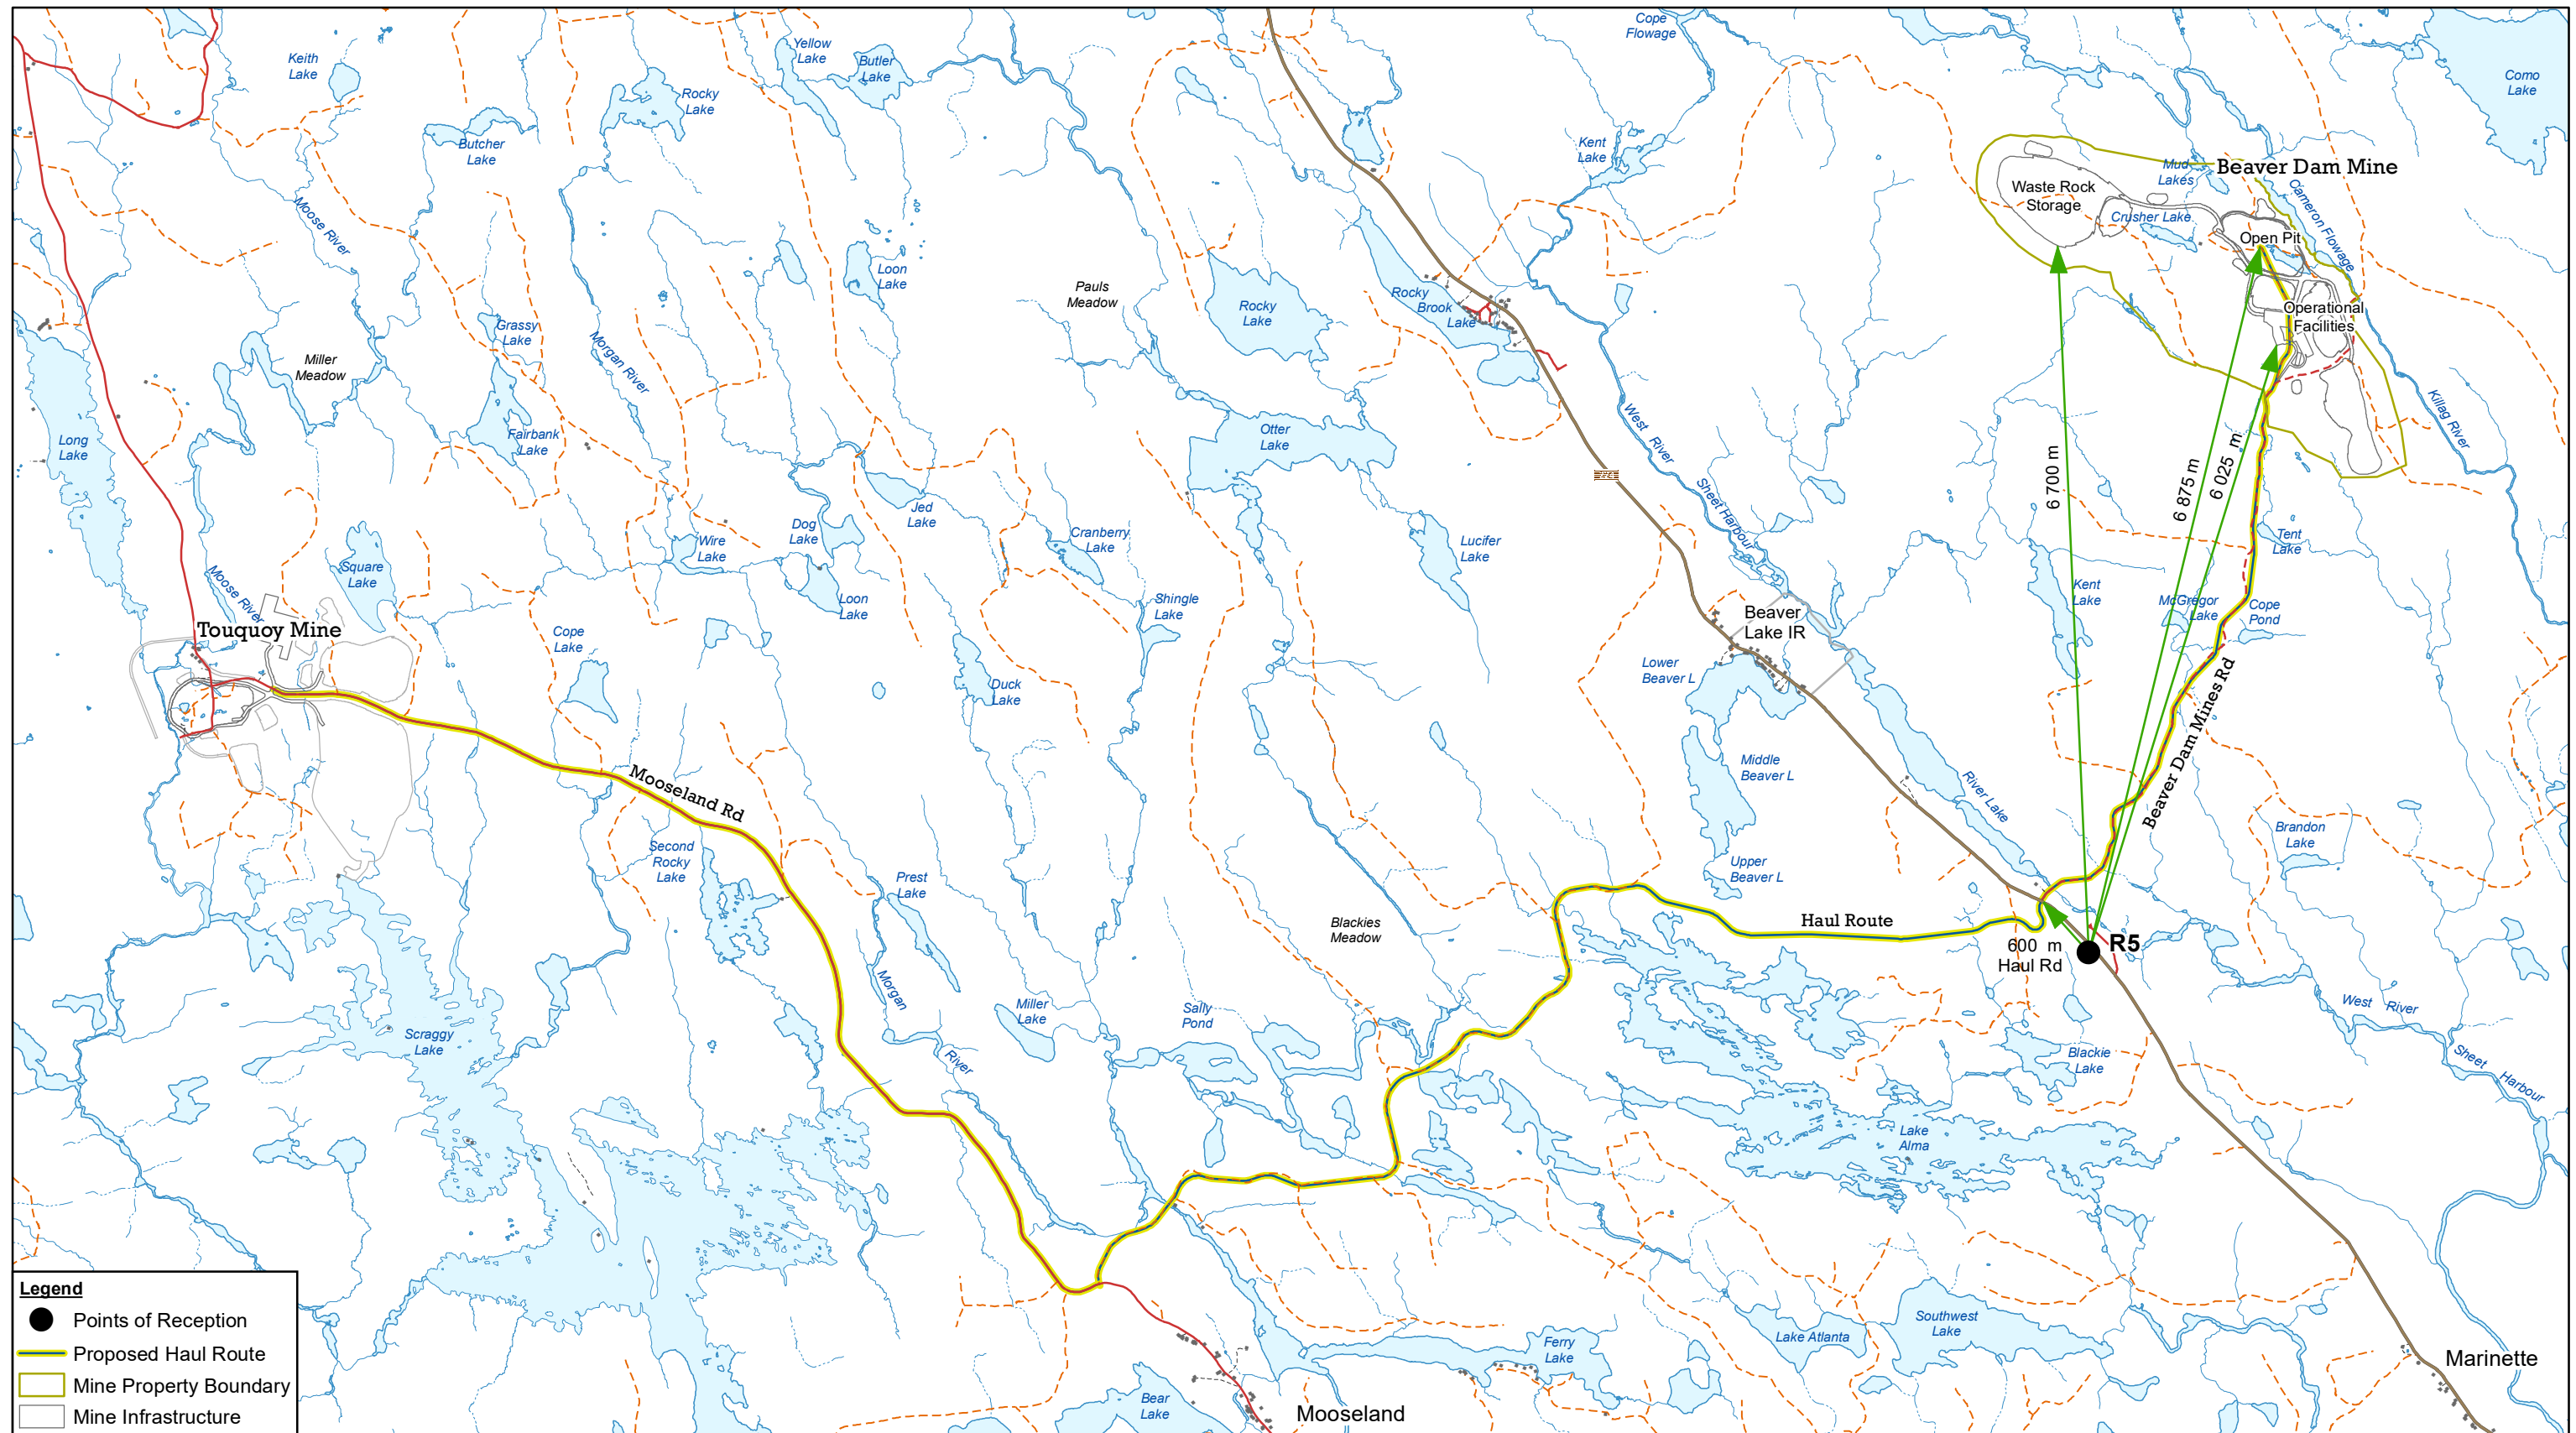 Cope
Flowage
Keith
Lake
Yellow
Lake
Butler
Lake
Rocky
Lake
Como
Lake
Butcher
Lake
Kent
Lake
Mud
Lakes
Beaver Dam Mine
Waste Rock
Storage
Crusher Lake
Cameron Flowage
Open Pit
Moose River
Loon
Lake
Pauls
Meadow
Rocky
Lake
Rocky
Brook
Lake
Operational
Facilities
Grassy
Lake
Miller
Meadow
Morgan River
Killag River
West River
Sheet Harbour
Long
Lake
Fairbank
Lake
Otter
Lake
6 700 m
6 875 m
6 025 m
Jed
Lake
Dog
Lake
Wire
Lake
Cranberry
Lake
Lucifer
Lake
Tent
Lake
Square
Lake
Moose River
Loon
Lake
Shingle
Lake
Beaver
Lake IR
Kent
Lake
McGregor
Lake
Cope
Pond
Touquoy Mine
Cope
Lake
Duck
Lake
Lower
Beaver L
Middle
Beaver L
River Lake
Beaver Dam Mines Rd
Mooseland Rd
Second
Rocky
Lake
Prest
Lake
Upper
Beaver L
Brandon
Lake
Blackies
Meadow
Haul Route
600 m
Haul Rd
R5
Morgan
River
Miller
Lake
Sally
Pond
West River
Sheet Harbour
Scraggy
Lake
Blackie
Lake
Lake
Alma
Southwest
Lake
Lake Atlanta
Ferry
Lake
Marinette
Bear
Lake
Mooseland
Legend
Points of Reception
Proposed Haul Route
Mine Property Boundary
Mine Infrastructure